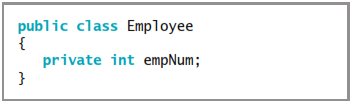 public class Employee
{
   private int empNum;
}